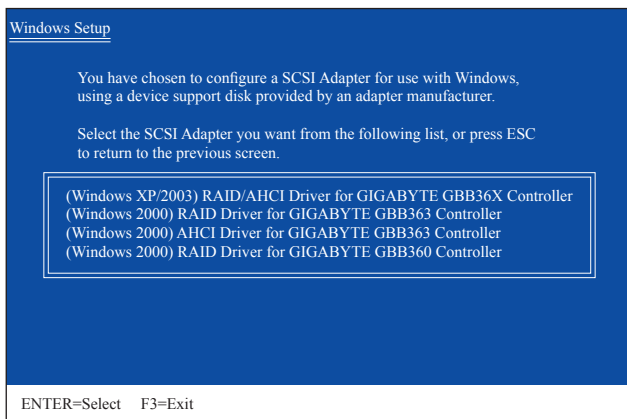 Windows Setup
You have chosen to configure a SCSI Adapter for use with Windows,
using a device support disk provided by an adapter manufacturer.
Select the SCSI Adapter you want from the following list, or press ESC
to return to the previous screen.
(Windows XP/2003) RAID/AHCI Driver for GIGABYTE GBB36X Controller
(Windows 2000) RAID Driver for GIGABYTE GBB363 Controller
(Windows 2000) AHCI Driver for GIGABYTE GBB363 Controller
(Windows 2000) RAID Driver for GIGABYTE GBB360 Controller
ENTER=Select F3=Exit